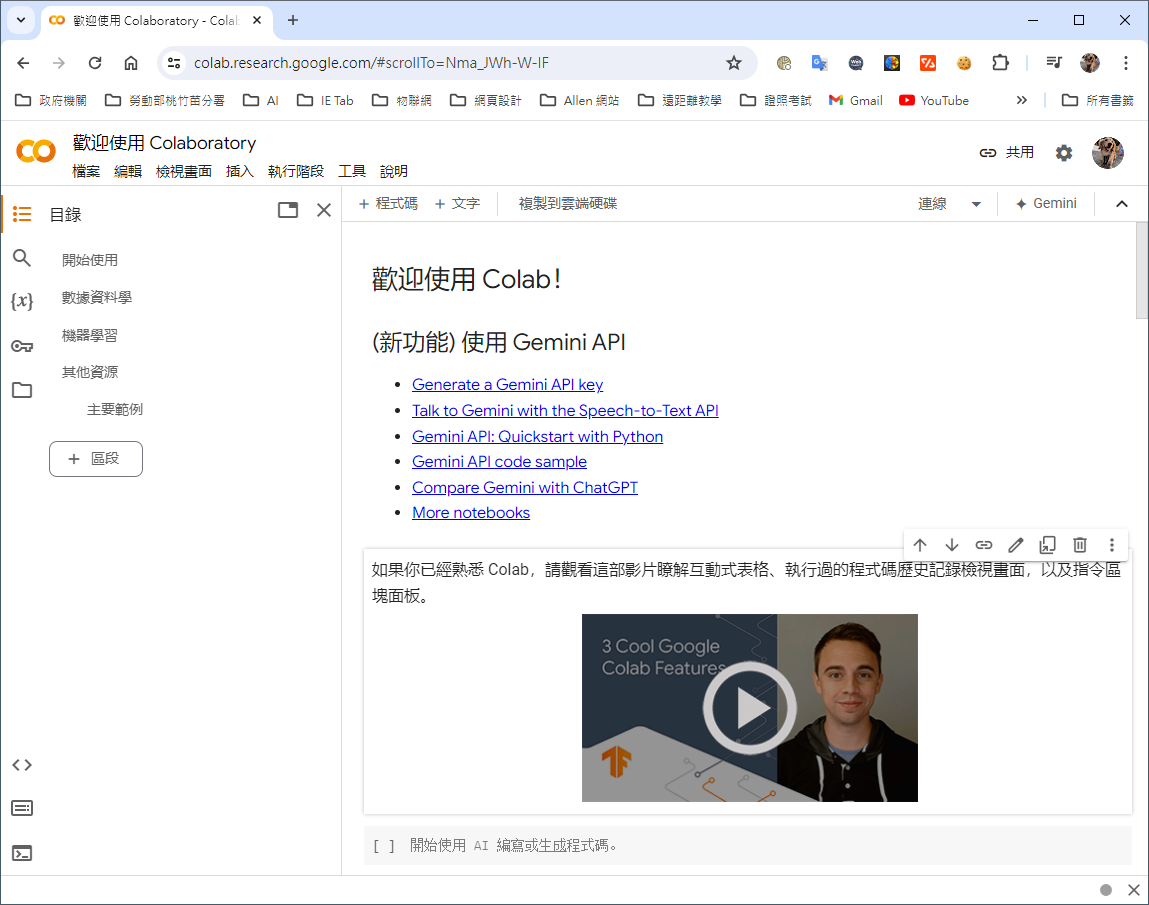 歡迎使用 Colaboratory - Colab
colab.research.google.com/#scrollTo=Nma_JWh-W-IF
政府機關 勞動部桃竹苗分署 AI IE Tab 物聯網 網頁設計 Allen 網站 遠距離教學 證照考試 Gmail YouTube » 所有書籤
歡迎使用 Colaboratory
檔案 編輯 檢視畫面 插入 執行階段 工具 說明
共用
目錄
+ 程式碼 + 文字 複製到雲端硬碟 連線 Gemini
開始使用
數據資料學
{x}
機器學習
其他資源
主要範例
+ 區段
歡迎使用 Colab!
(新功能) 使用 Gemini API
• Generate a Gemini API key
• Talk to Gemini with the Speech-to-Text API
• Gemini API: Quickstart with Python
• Gemini API code sample
• Compare Gemini with ChatGPT
• More notebooks
如果你已經熟悉 Colab，請觀看這部影片瞭解互動式表格、執行過的程式碼歷史記錄檢視畫面，以及指令區
塊面板。
3 Cool Google
Colab Features
[ ] 開始使用 AI 編寫或生成程式碼。